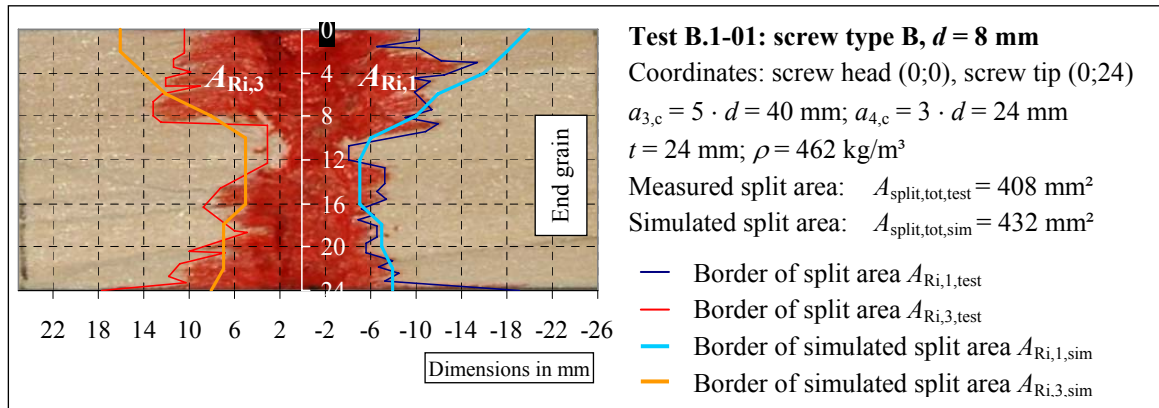 0
4
8
12
16
20
24
A_Ri,3
A_Ri,1
End grain
22 18 14 10 6 2 -2 -6 -10 -14 -18 -22 -26
Dimensions in mm
Test B.1-01: screw type B, d = 8 mm
Coordinates: screw head (0;0), screw tip (0;24)
a_3,c = 5 · d = 40 mm; a_4,c = 3 · d = 24 mm
t = 24 mm; ρ = 462 kg/m³
Measured split area: A_split,tot,test = 408 mm²
Simulated split area: A_split,tot,sim = 432 mm²
Border of split area A_Ri,1,test
Border of split area A_Ri,3,test
Border of simulated split area A_Ri,1,sim
Border of simulated split area A_Ri,3,sim